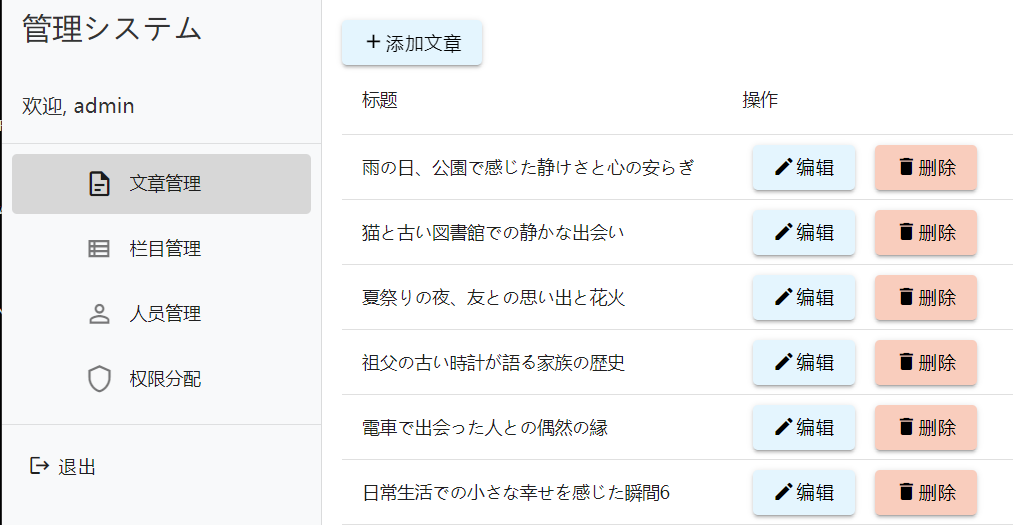 管理システム
欢迎, admin
文章管理
栏目管理
人员管理
权限分配
退出
+ 添加文章
标题 操作
雨の日、公園で感じた静けさと心の安らぎ 编辑 删除
猫と古い図書館での静かな出会い 编辑 删除
夏祭りの夜、友との思い出と花火 编辑 删除
祖父の古い時計が語る家族の歴史 编辑 删除
電車で出会った人との偶然の縁 编辑 删除
日常生活での小さな幸せを感じた瞬間6 编辑 删除